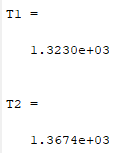 T1 =
1.3230e+03
T2 =
1.3674e+03